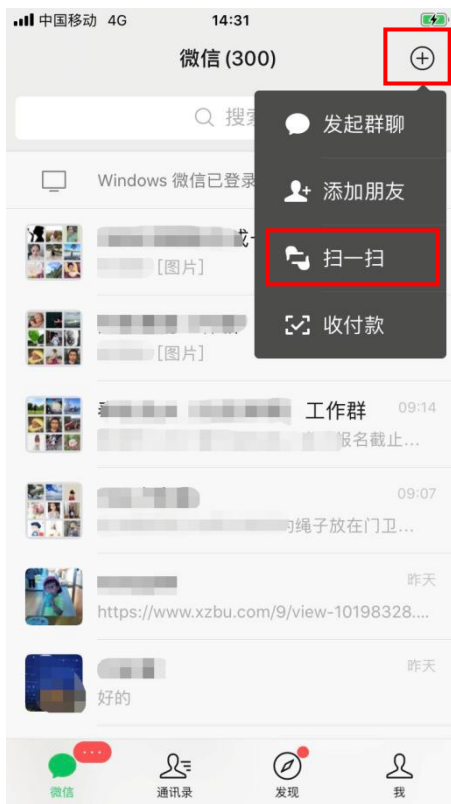 中国移动 4G 14:31
微信 (300)
搜
发起群聊
Windows 微信已登录
添加朋友
[图片]
扫一扫
[图片]
收付款
工作群 09:14
报名截止...
09:07
的绳子放在门卫...
昨天
https://www.xzbu.com/9/view-10198328....
昨天
好的
微信 通讯录 发现 我